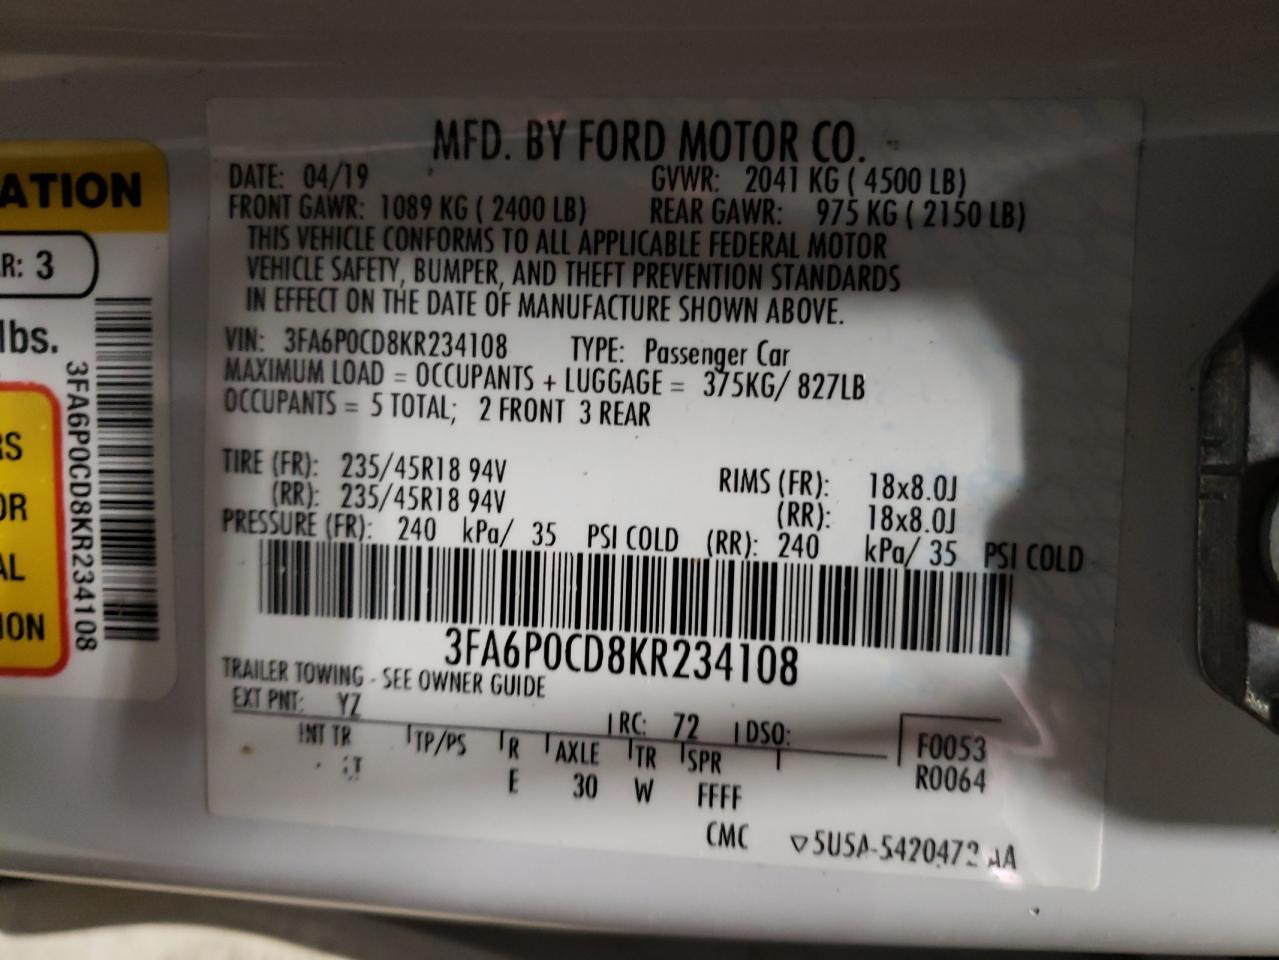 MFD. BY FORD MOTOR CO.
DATE: 04/19 GVWR: 2041 KG ( 4500 LB)
FRONT GAWR: 1089 KG ( 2400 LB) REAR GAWR: 975 KG ( 2150 LB)
THIS VEHICLE CONFORMS TO ALL APPLICABLE FEDERAL MOTOR
VEHICLE SAFETY, BUMPER, AND THEFT PREVENTION STANDARDS
IN EFFECT ON THE DATE OF MANUFACTURE SHOWN ABOVE.
VIN: 3FA6P0CD8KR234108 TYPE: Passenger Car
MAXIMUM LOAD = OCCUPANTS + LUGGAGE = 375KG/ 827LB
OCCUPANTS = 5 TOTAL; 2 FRONT 3 REAR
TIRE (FR): 235/45R18 94V RIMS (FR): 18x8.0J
(RR): 235/45R18 94V (RR): 18x8.0J
PRESSURE (FR): 240 kPa/ 35 PSI COLD (RR): 240 kPa/ 35 PSI COLD
3FA6P0CD8KR234108
TRAILER TOWING - SEE OWNER GUIDE
EXT PNT: YZ RC: 72 DSO:
INT TR TP/PS R AXLE TR SPR F0053
E 30 W FFFF R0064
CMC ▽5U5A-5420472-AA
ATION
R: 3
lbs.
3FA6P0CD8KR234108
RS
OR
AL
ION